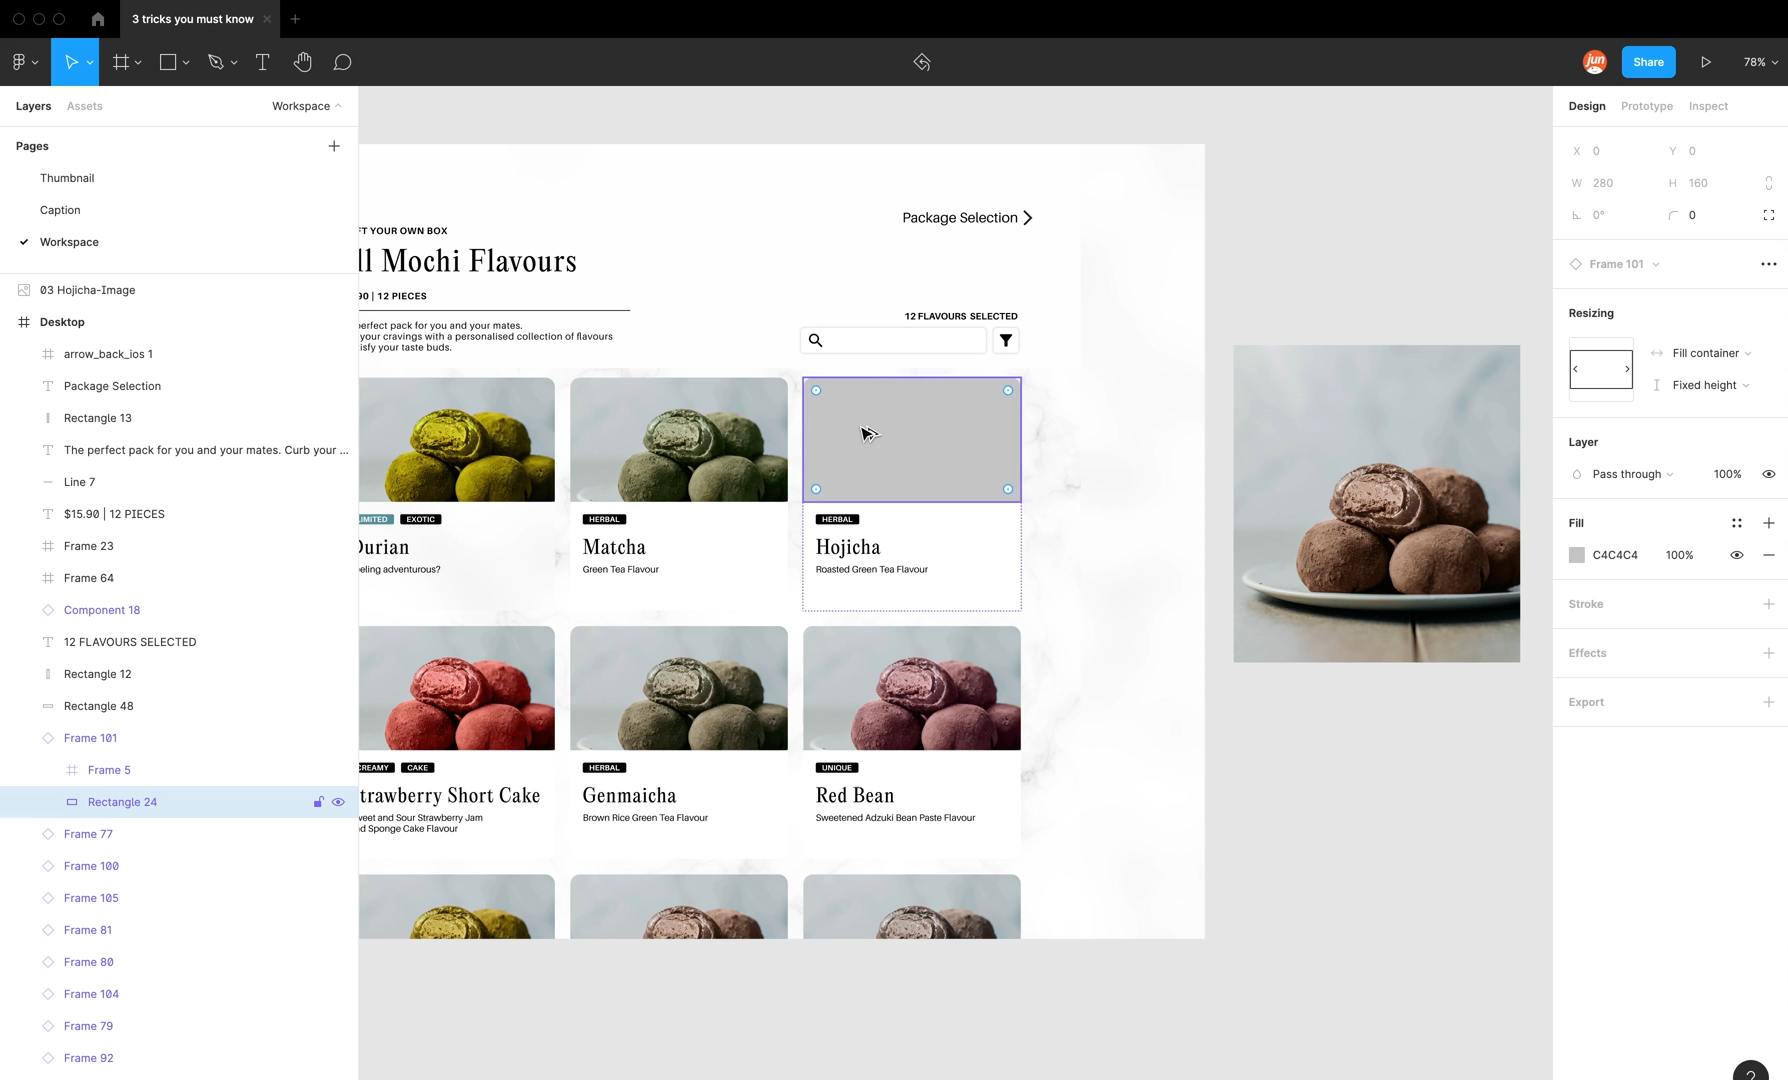 3 tricks you must know
jun
Share
78%
Layers
Assets
Workspace
Pages
Thumbnail
Caption
Workspace
03 Hojicha-Image
Desktop
arrow_back_ios 1
Package Selection
Rectangle 13
The perfect pack for you and your mates. Curb your ...
Line 7
$15.90 | 12 PIECES
Frame 23
Frame 64
Component 18
12 FLAVOURS SELECTED
Rectangle 12
Rectangle 48
Frame 101
Frame 5
Rectangle 24
Frame 77
Frame 100
Frame 105
Frame 81
Frame 80
Frame 104
Frame 79
Frame 92
Package Selection
FT YOUR OWN BOX
ll Mochi Flavours
90 | 12 PIECES
erfect pack for you and your mates.
your cravings with a personalised collection of flavours
isfy your taste buds.
12 FLAVOURS SELECTED
IMITED EXOTIC
Durian
eling adventurous?
HERBAL
Matcha
Green Tea Flavour
HERBAL
Hojicha
Roasted Green Tea Flavour
REAMY CAKE
trawberry Short Cake
weet and Sour Strawberry Jam
d Sponge Cake Flavour
HERBAL
Genmaicha
Brown Rice Green Tea Flavour
UNIQUE
Red Bean
Sweetened Adzuki Bean Paste Flavour
Design
Prototype
Inspect
X 0 Y 0
W 280 H 160
0° 0
Frame 101
Resizing
Fill container
Fixed height
Layer
Pass through 100%
Fill
C4C4C4 100%
Stroke
Effects
Export
?